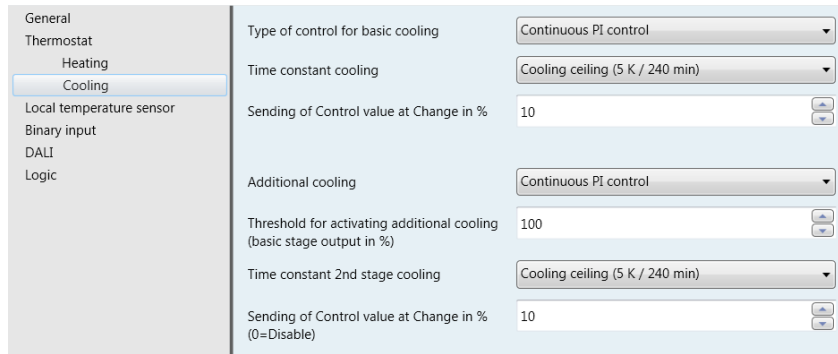 General
Thermostat
Heating
Cooling
Local temperature sensor
Binary input
DALI
Logic
Type of control for basic cooling
Continuous PI control
Time constant cooling
Cooling ceiling (5 K / 240 min)
Sending of Control value at Change in %
10
Additional cooling
Continuous PI control
Threshold for activating additional cooling
(basic stage output in %)
100
Time constant 2nd stage cooling
Cooling ceiling (5 K / 240 min)
Sending of Control value at Change in %
(0=Disable)
10